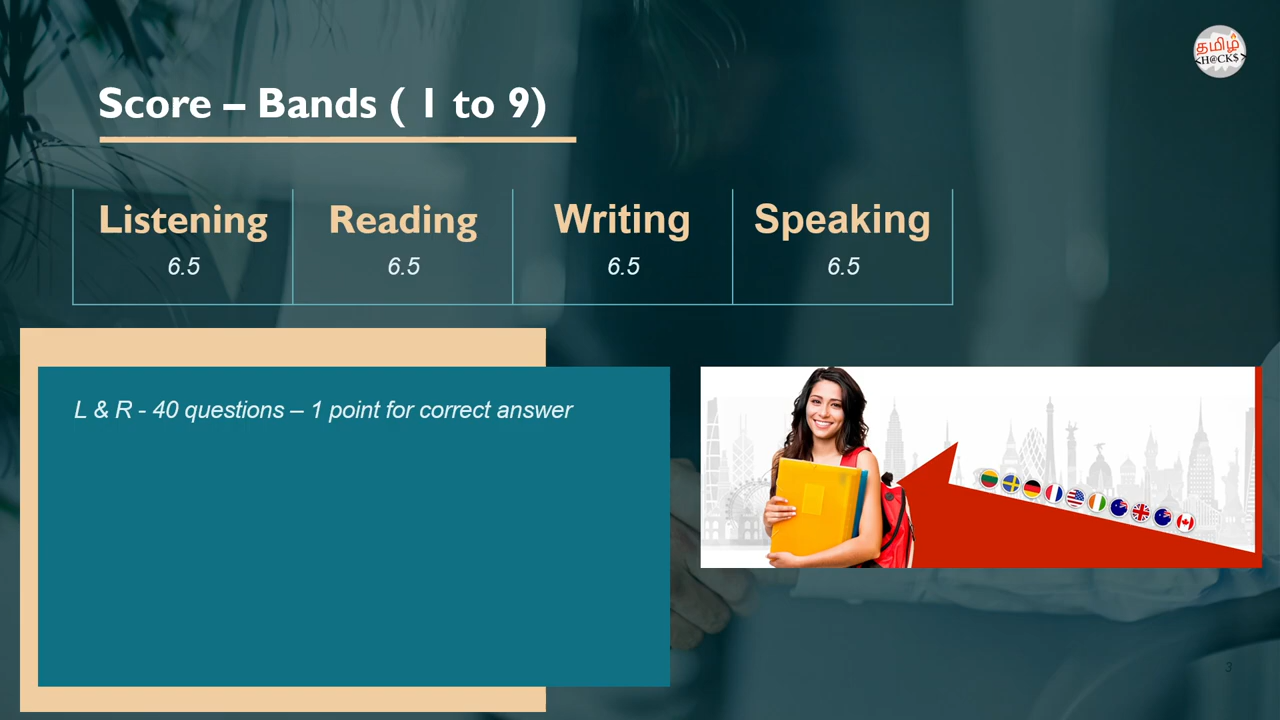 தமிழ்
<H@CK$>
Score – Bands ( 1 to 9)
Listening Reading Writing Speaking
6.5 6.5 6.5 6.5
L & R - 40 questions – 1 point for correct answer
3